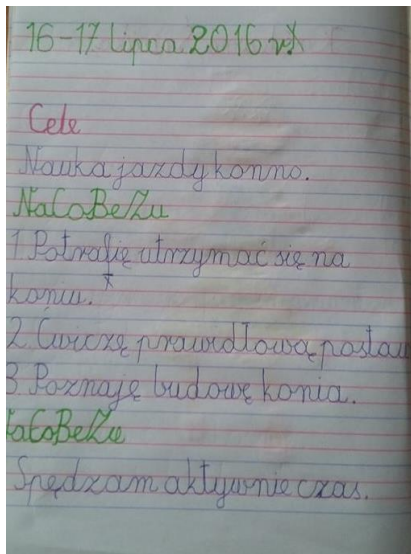 16-17 lipca 2016 r.
Cele
Nauka jazdy konno.
NaCoBeZu
1 Potrafię utrzymać się na
koniu.
2. Ćwiczę prawidłową postaw
3. Poznaję budowę konia.
NaCoBeZu
Spędzam aktywnie czas.